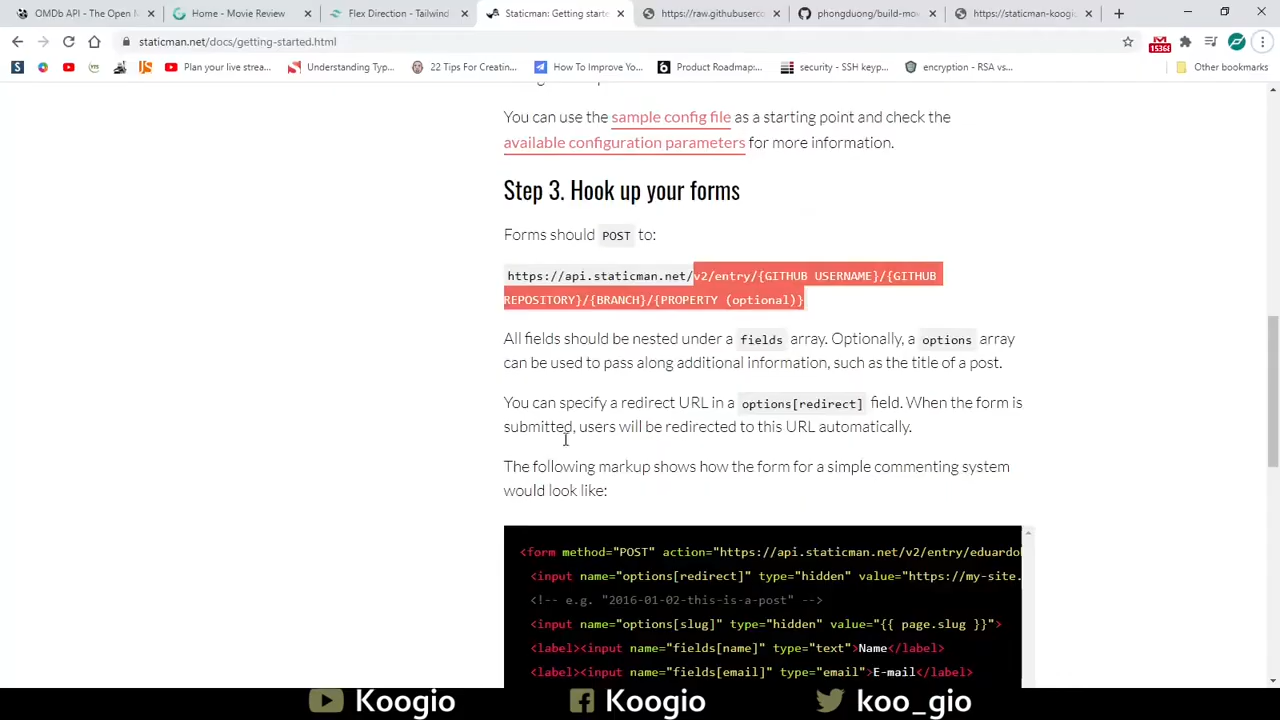 OMDb API - The Open M
Home - Movie Review
Flex Direction - Tailwind
Staticman: Getting starte
https://raw.githubuserco
phongduong/build-mo
https://staticman-koogi
staticman.net/docs/getting-started.html
1536
Plan your live strea...
Understanding Typ...
22 Tips For Creatin...
How To Improve Yo...
Product Roadmap:...
security - SSH keyp...
encryption - RSA vs...
Other bookmarks
You can use the sample config file as a starting point and check the
available configuration parameters for more information.
Step 3. Hook up your forms
Forms should POST to:
https://api.staticman.net/v2/entry/{GITHUB USERNAME}/{GITHUB
REPOSITORY}/{BRANCH}/{PROPERTY (optional)}
All fields should be nested under a fields array. Optionally, a options array
can be used to pass along additional information, such as the title of a post.
You can specify a redirect URL in a options[redirect] field. When the form is
submitted, users will be redirected to this URL automatically.
The following markup shows how the form for a simple commenting system
would look like:
<form method="POST" action="https://api.staticman.net/v2/entry/eduardob
<input name="options[redirect]" type="hidden" value="https://my-site.
<!-- e.g. "2016-01-02-this-is-a-post" -->
<input name="options[slug]" type="hidden" value="{{ page.slug }}">
<label><input name="fields[name]" type="text">Name</label>
<label><input name="fields[email]" type="email">E-mail</label>
Koogio
Koogio
koo_gio